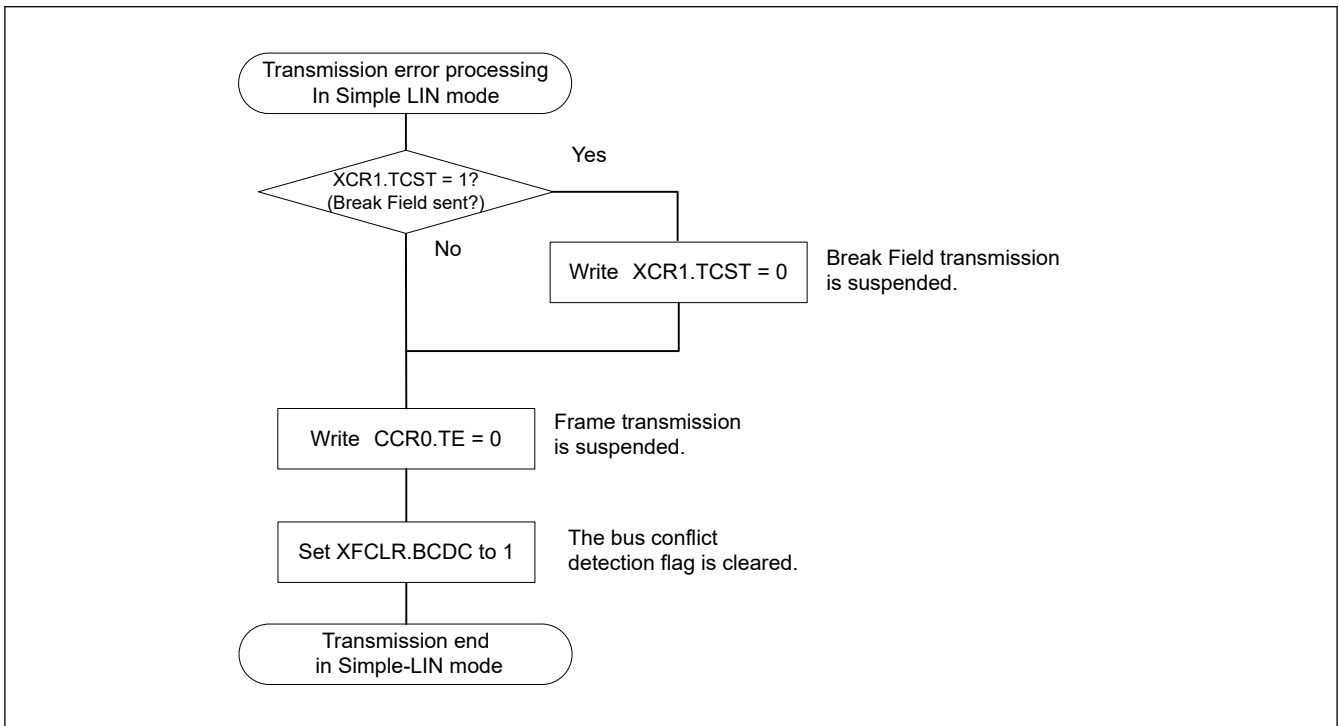 Transmission error processing
In Simple LIN mode
Yes
XCR1.TCST = 1?
(Break Field sent?)
No
Write XCR1.TCST = 0
Break Field transmission
is suspended.
Write CCR0.TE = 0
Frame transmission
is suspended.
Set XFCLR.BCDC to 1
The bus conflict
detection flag is cleared.
Transmission end
in Simple-LIN mode